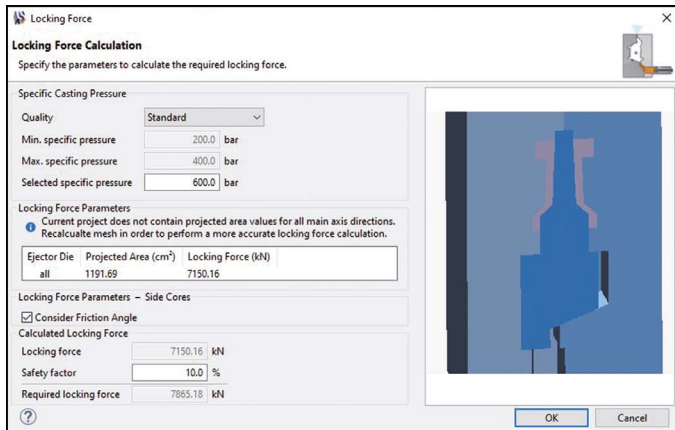 Locking Force
Locking Force Calculation
Specify the parameters to calculate the required locking force.
Specific Casting Pressure
Quality Standard
Min. specific pressure 200.0 bar
Max. specific pressure 400.0 bar
Selected specific pressure 600.0 bar
Locking Force Parameters
Current project does not contain projected area values for all main axis directions.
Recalcualte mesh in order to perform a more accurate locking force calculation.
Ejector Die Projected Area (cm²) Locking Force (kN)
all 1191.69 7150.16
Locking Force Parameters – Side Cores
Consider Friction Angle
Calculated Locking Force
Locking force 7150.16 kN
Safety factor 10.0 %
Required locking force 7865.18 kN
OK Cancel